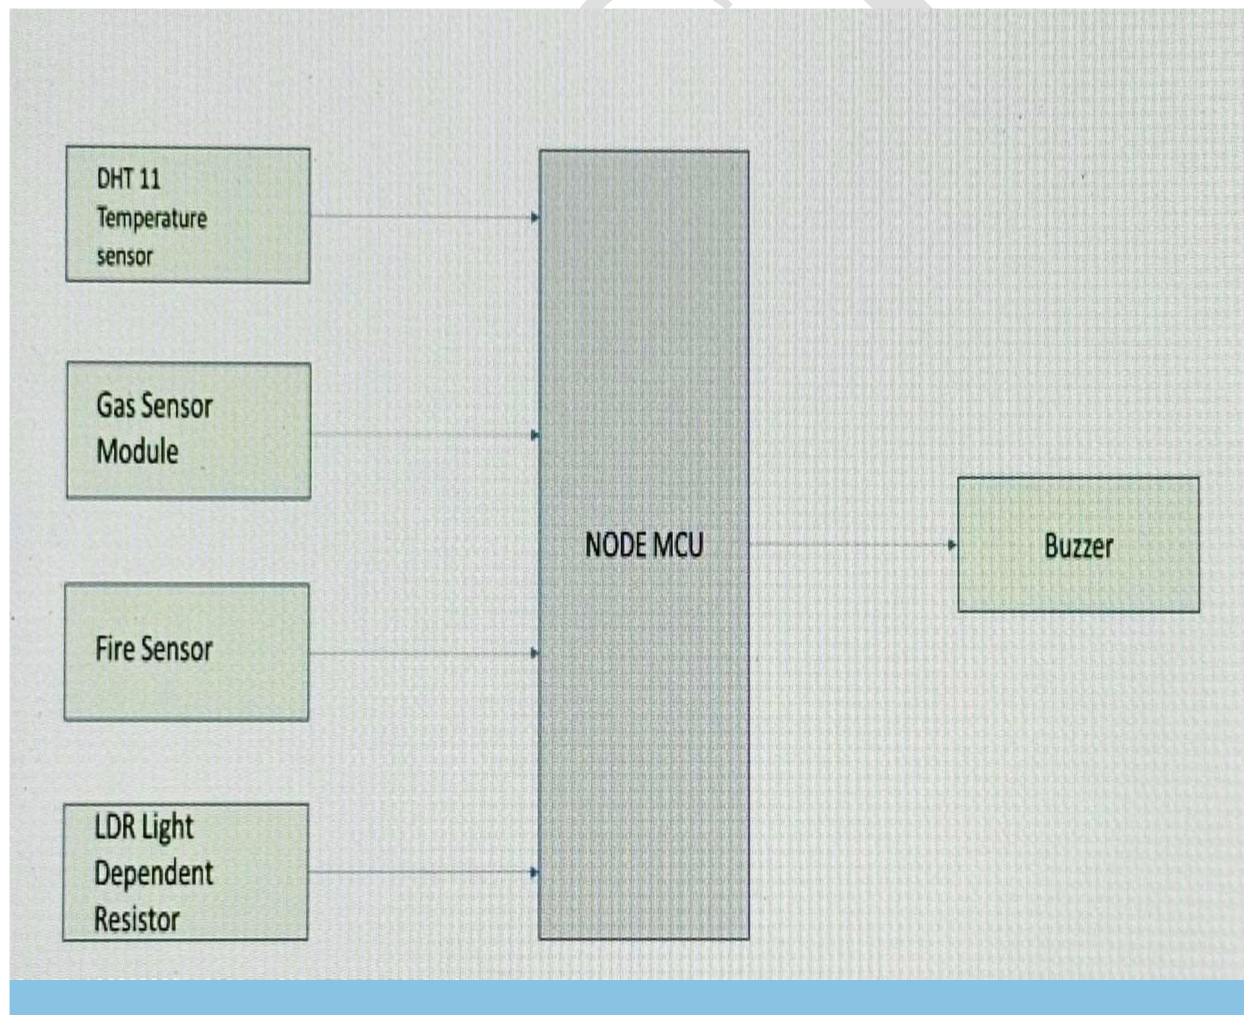 DHT 11
Temperature
sensor
Gas Sensor
Module
Fire Sensor
LDR Light
Dependent
Resistor
NODE MCU
Buzzer